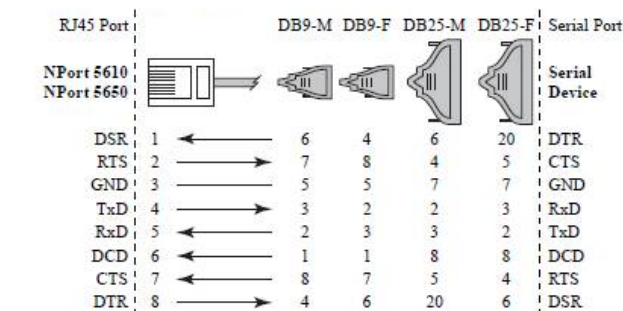 RJ45 Port DB9-M DB9-F DB25-M DB25-F Serial Port
NPort 5610 Serial
NPort 5650 Device
DSR 1 6 4 6 20 DTR
RTS 2 7 8 4 5 CTS
GND 3 5 5 7 7 GND
TxD 4 3 2 2 3 RxD
RxD 5 2 3 3 2 TxD
DCD 6 1 1 8 8 DCD
CTS 7 8 7 5 4 RTS
DTR 8 4 6 20 6 DSR